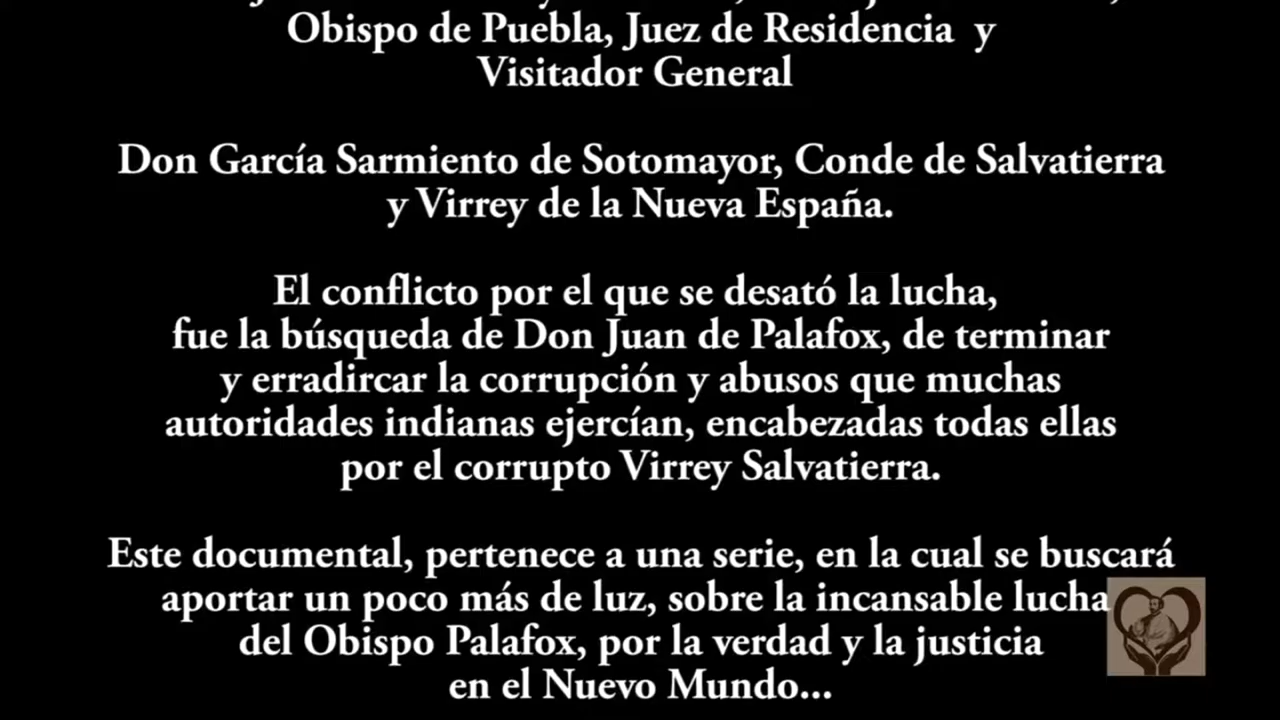 Obispo de Puebla, Juez de Residencia y
Visitador General
Don García Sarmiento de Sotomayor, Conde de Salvatierra
y Virrey de la Nueva España.
El conflicto por el que se desató la lucha,
fue la búsqueda de Don Juan de Palafox, de terminar
y erradircar la corrupción y abusos que muchas
autoridades indianas ejercían, encabezadas todas ellas
por el corrupto Virrey Salvatierra.
Este documental, pertenece a una serie, en la cual se buscará
aportar un poco más de luz, sobre la incansable lucha
del Obispo Palafox, por la verdad y la justicia
en el Nuevo Mundo...